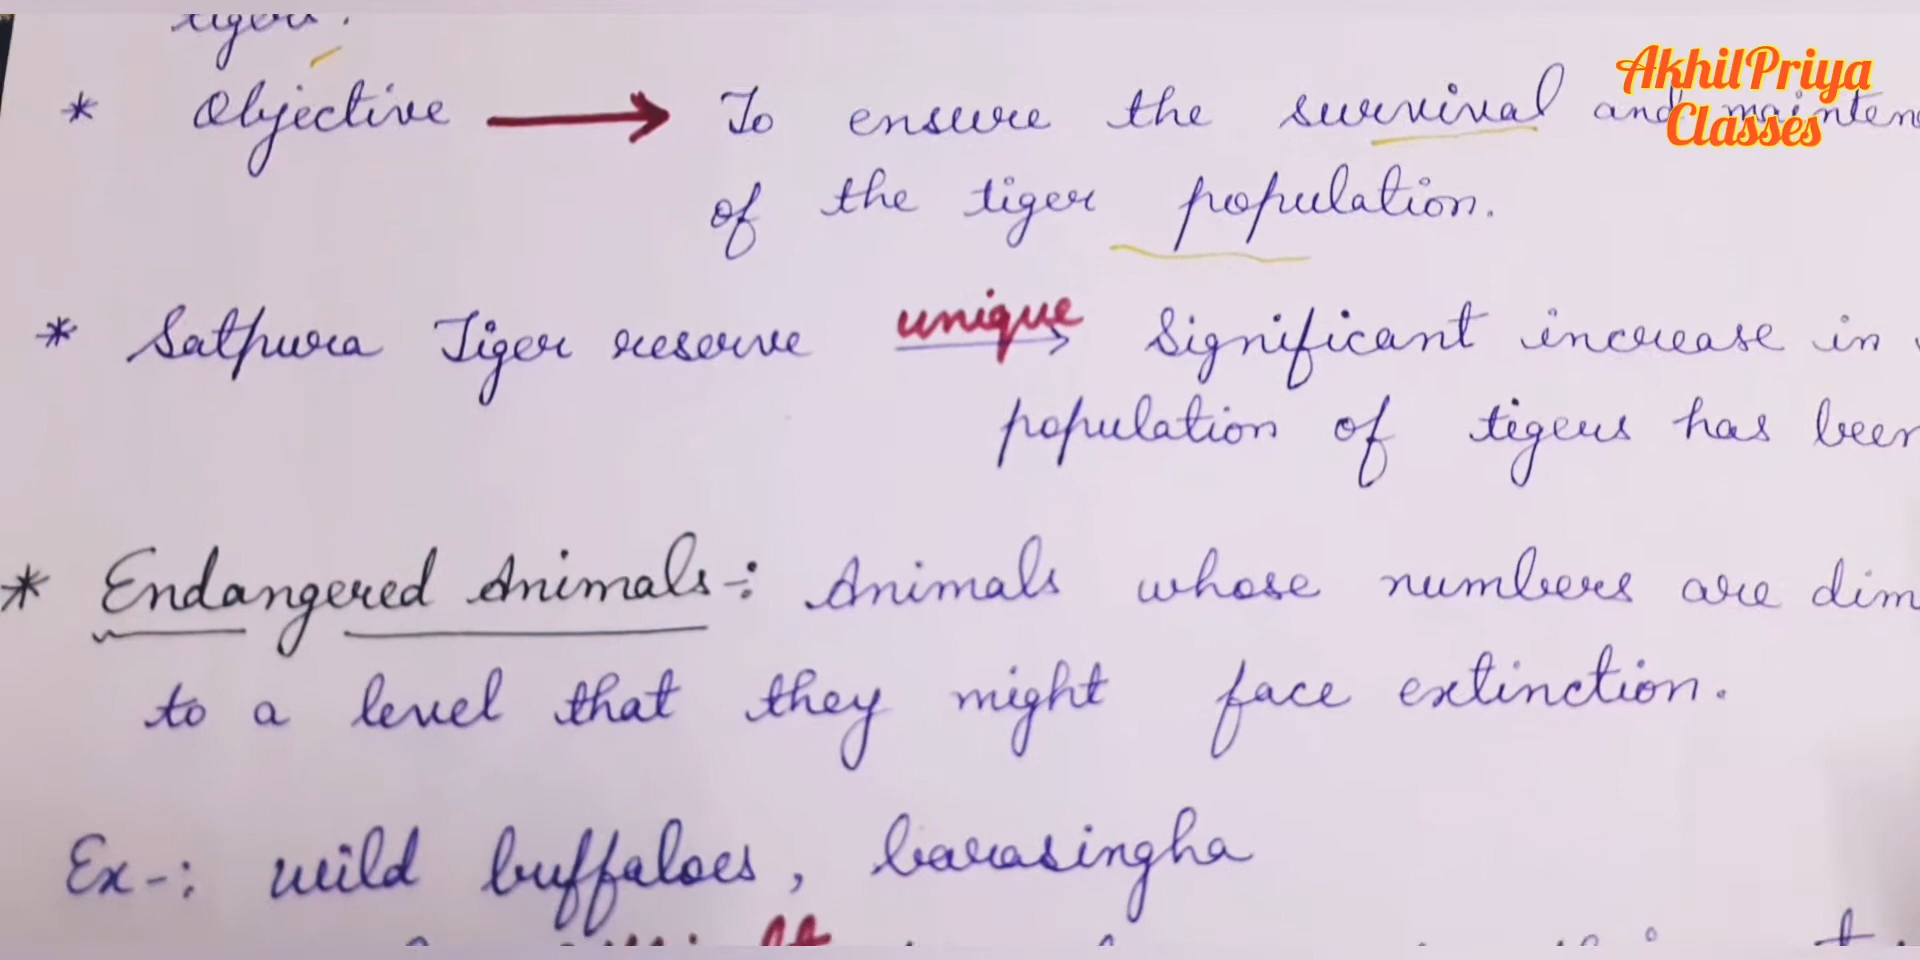 tigers.
* Objective → To ensure the survival and mainten
of the tiger population.
* Satpura Tiger reserve unique → Significant increase in
population of tigers has been
* Endangered Animals -: Animals whose numbers are dim
to a level that they might face extinction.
Ex-: wild buffaloes, barasingha
AkhilPriya
Classes